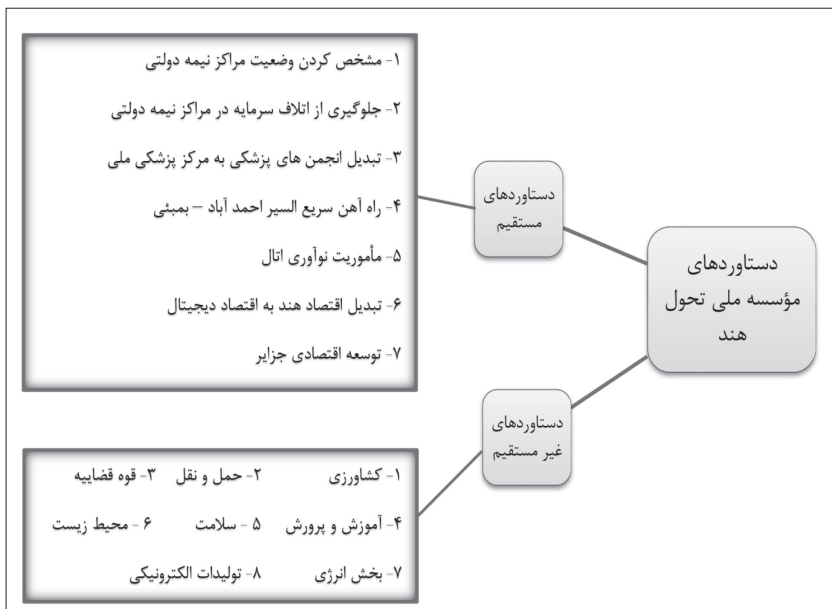 دستاوردهای
مؤسسه ملی تحول
هند
دستاوردهای
مستقیم
۱- مشخص کردن وضعیت مراکز نیمه دولتی
۲- جلوگیری از اتلاف سرمایه در مراکز نیمه دولتی
۳- تبدیل انجمن های پزشکی به مرکز پزشکی ملی
۴- راه آهن سریع السیر احمد آباد – بمبئی
۵- مأموریت نوآوری اتال
۶- تبدیل اقتصاد هند به اقتصاد دیجیتال
۷- توسعه اقتصادی جزایر
دستاوردهای
غیر مستقیم
۱- کشاورزی ۲- حمل و نقل ۳- قوه قضاییه
۴- آموزش و پرورش ۵ - سلامت ۶ - محیط زیست
۷- بخش انرژی ۸- تولیدات الکترونیکی